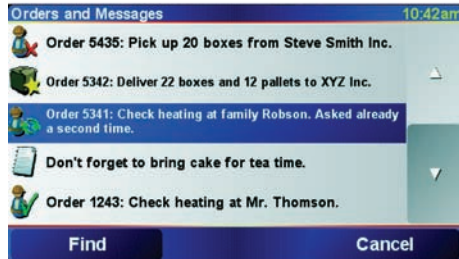 Orders and Messages 10:42am
Order 5435: Pick up 20 boxes from Steve Smith Inc.
Order 5342: Deliver 22 boxes and 12 pallets to XYZ Inc.
Order 5341: Check heating at family Robson. Asked already
a second time.
Don't forget to bring cake for tea time.
Order 1243: Check heating at Mr. Thomson.
Find Cancel